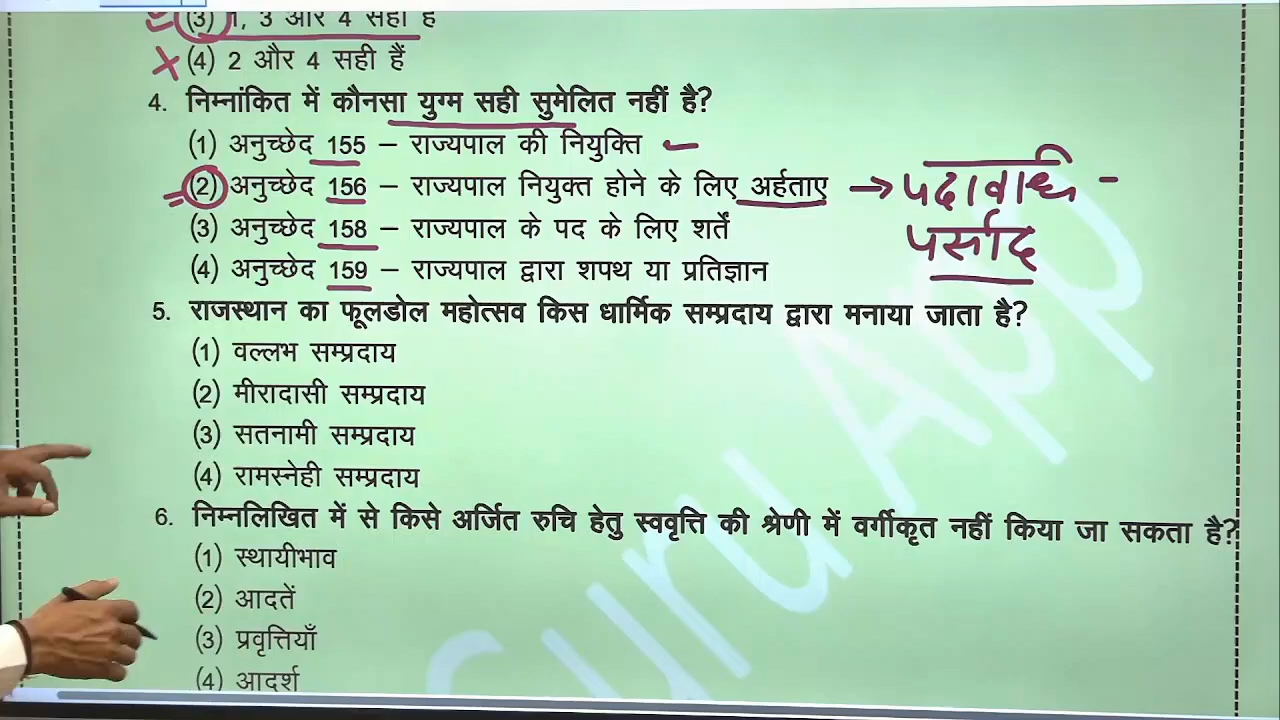 (3) 1, 3 और 4 सही हैं
(4) 2 और 4 सही हैं
4. निम्नांकित में कौनसा युग्म सही सुमेलित नहीं है?
(1) अनुच्छेद 155 – राज्यपाल की नियुक्ति
(2) अनुच्छेद 156 – राज्यपाल नियुक्त होने के लिए अर्हताए → पदावधि -
पर्साद
(3) अनुच्छेद 158 – राज्यपाल के पद के लिए शर्तें
(4) अनुच्छेद 159 – राज्यपाल द्वारा शपथ या प्रतिज्ञान
5. राजस्थान का फूलडोल महोत्सव किस धार्मिक सम्प्रदाय द्वारा मनाया जाता है?
(1) वल्लभ सम्प्रदाय
(2) मीरादासी सम्प्रदाय
(3) सतनामी सम्प्रदाय
(4) रामस्नेही सम्प्रदाय
6. निम्नलिखित में से किसे अर्जित रुचि हेतु स्ववृत्ति की श्रेणी में वर्गीकृत नहीं किया जा सकता है?
(1) स्थायीभाव
(2) आदतें
(3) प्रवृत्तियाँ
(4) आदर्श
Guru App